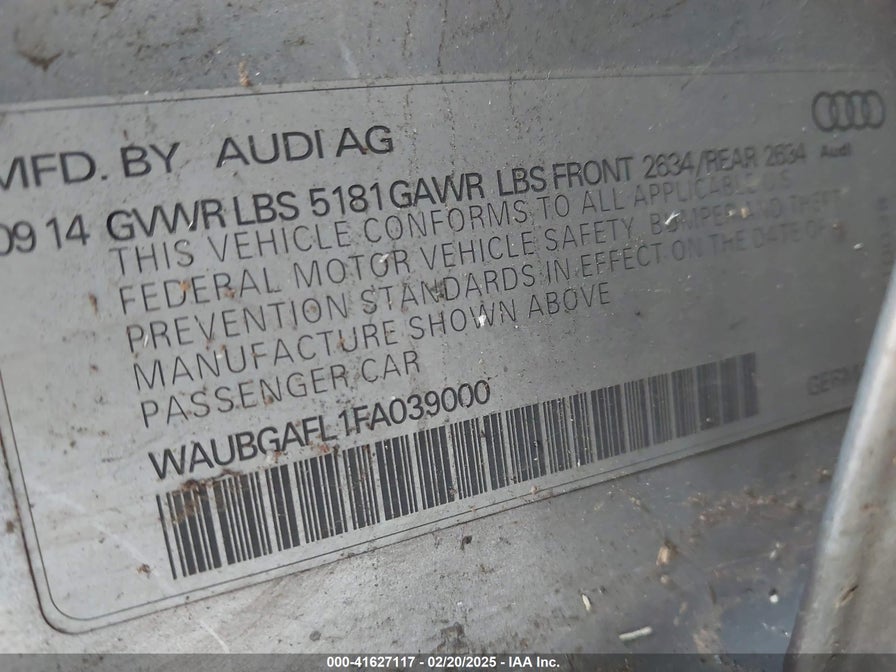 MFD. BY AUDI AG
Audi
09 14 GVWR LBS 5181 GAWR LBS FRONT 2634/REAR 2634
THIS VEHICLE CONFORMS TO ALL APPLICABLE US
FEDERAL MOTOR VEHICLE SAFETY, BUMPER AND THEFT
PREVENTION STANDARDS IN EFFECT ON THE DATE OF
MANUFACTURE SHOWN ABOVE
PASSENGER CAR
WAUBGAFL1FA039000
000-41627117 - 02/20/2025 - IAA Inc.